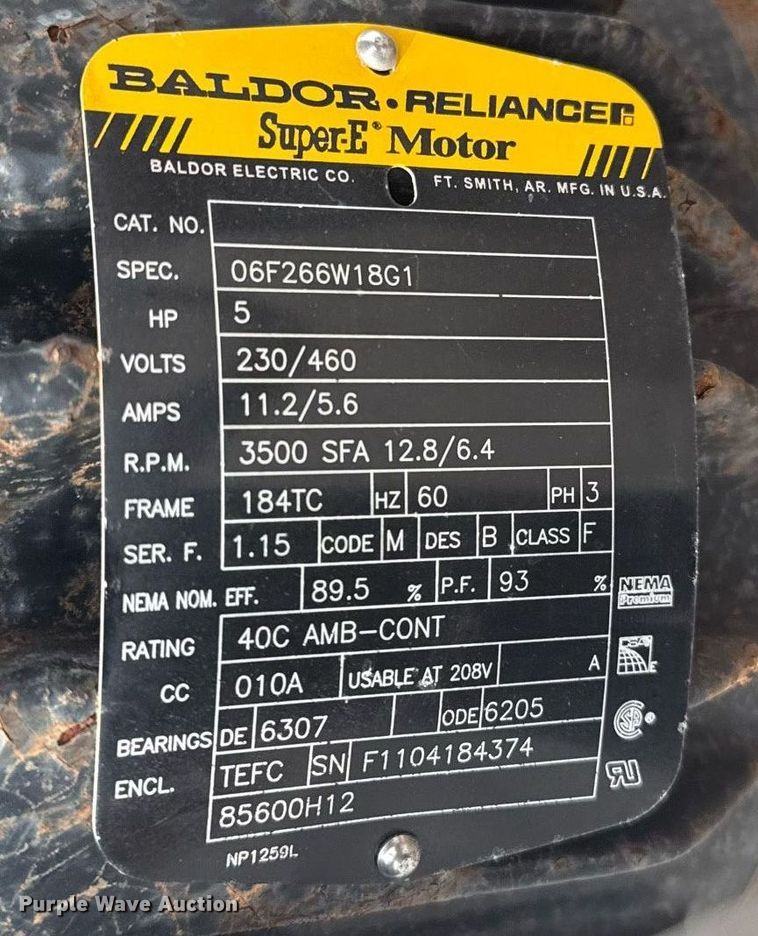 BALDOR • RELIANCER
Super-E® Motor
BALDOR ELECTRIC CO. FT. SMITH, AR. MFG. IN U.S.A.
CAT. NO.
SPEC. 06F266W18G1
HP 5
VOLTS 230/460
AMPS 11.2/5.6
R.P.M. 3500 SFA 12.8/6.4
FRAME 184TC HZ 60 PH 3
SER. F. 1.15 CODE M DES B CLASS F
NEMA NOM. EFF. 89.5 % P.F. 93 %
NEMA
Premium
RATING 40C AMB-CONT
CC 010A USABLE AT 208V A
BEARINGS DE 6307 ODE 6205
ENCL. TEFC SN F1104184374
85600H12
NP1259L
Purple Wave Auction